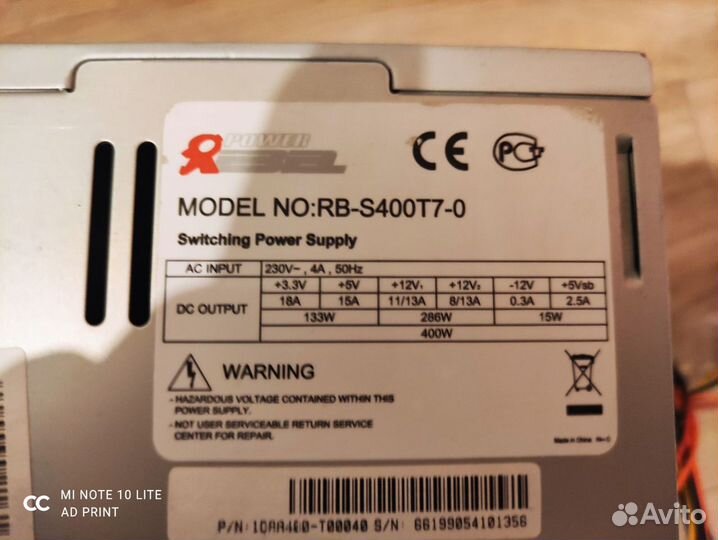 POWER
CE
PC
MODEL NO:RB-S400T7-0
Switching Power Supply
AC INPUT 230V~ , 4A , 50Hz
DC OUTPUT +3.3V +5V +12V₁ +12V₂ -12V +5Vsb
18A 15A 11/13A 8/13A 0.3A 2.5A
133W 286W 15W
400W
WARNING
- HAZARDOUS VOLTAGE CONTAINED WITHIN THIS
POWER SUPPLY.
- NOT USER SERVICEABLE RETURN SERVICE
CENTER FOR REPAIR.
Made in China
P/N: S/N: 66199054101356
CC MI NOTE 10 LITE
AD PRINT
Avito